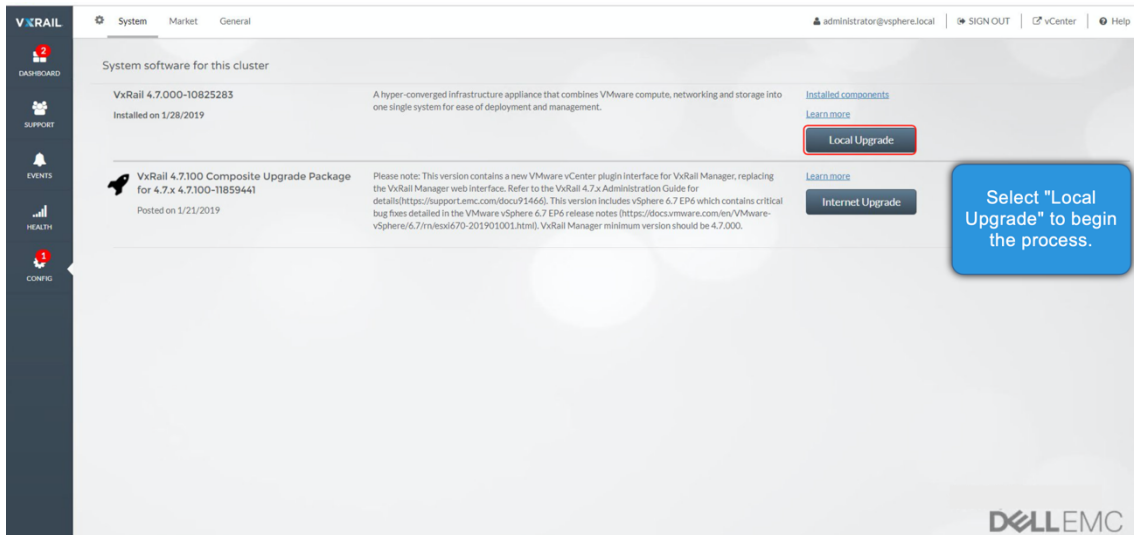 VXRAIL
System Market General
administrator@vsphere.local SIGN OUT vCenter Help
2
DASHBOARD
SUPPORT
EVENTS
HEALTH
1
CONFIG
System software for this cluster
VxRail 4.7.000-10825283
Installed on 1/28/2019
A hyper-converged infrastructure appliance that combines VMware compute, networking and storage into
one single system for ease of deployment and management.
Installed components
Learn more
Local Upgrade
VxRail 4.7.100 Composite Upgrade Package
for 4.7.x 4.7.100-11859441
Posted on 1/21/2019
Please note: This version contains a new VMware vCenter plugin interface for VxRail Manager, replacing
the VxRail Manager web interface. Refer to the VxRail 4.7.x Administration Guide for
details(https://support.emc.com/docu91466). This version includes vSphere 6.7 EP6 which contains critical
bug fixes detailed in the VMware vSphere 6.7 EP6 release notes (https://docs.vmware.com/en/VMware-
vSphere/6.7/rn/esxi670-201901001.html). VxRail Manager minimum version should be 4.7.000.
Learn more
Internet Upgrade
Select "Local
Upgrade" to begin
the process.
DELLEMC